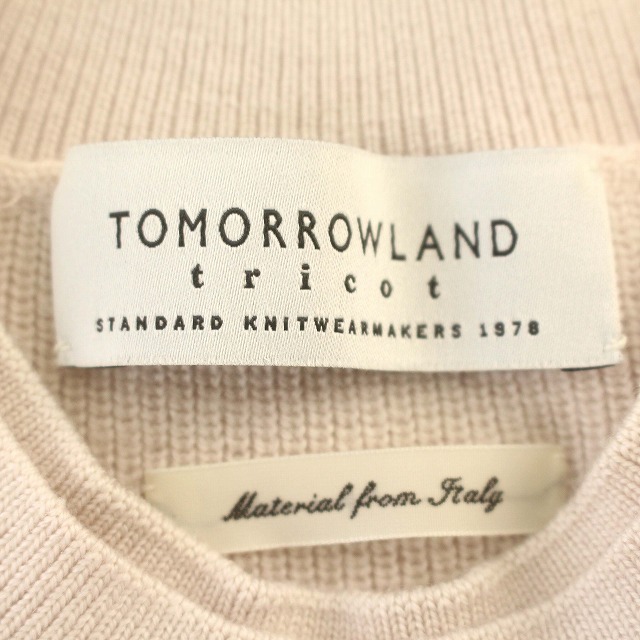 TOMORROWLAND
tricot
STANDARD KNITWEARMAKERS 1978
Material from Italy